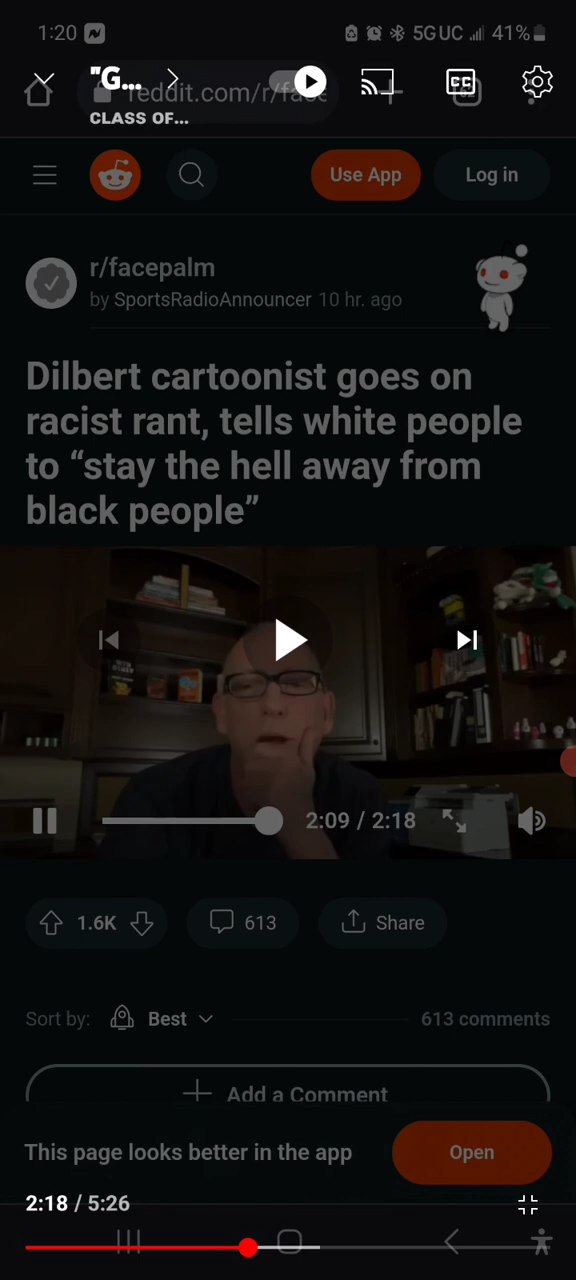 1:20 5G UC 41%
"G...
reddit.com/r/face
CC
CLASS OF...
Use App Log in
r/facepalm
by SportsRadioAnnouncer 10 hr. ago
Dilbert cartoonist goes on
racist rant, tells white people
to “stay the hell away from
black people”
2:09 / 2:18
1.6K 613 Share
Sort by: Best 613 comments
Add a Comment
This page looks better in the app Open
2:18 / 5:26